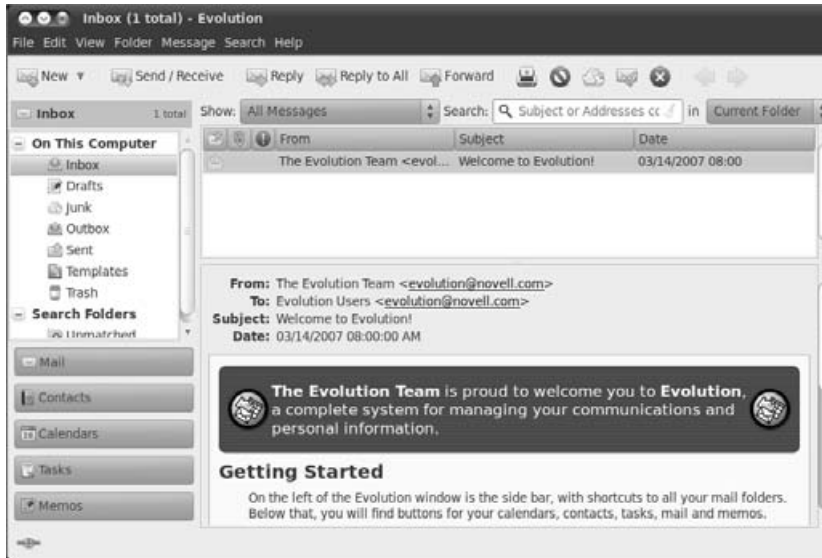 Inbox (1 total) - Evolution
File Edit View Folder Message Search Help
New Send / Receive Reply Reply to All Forward
Inbox 1 total
Show: All Messages Search: Subject or Addresses cc in Current Folder
On This Computer
Inbox
Drafts
Junk
Outbox
Sent
Templates
Trash
Search Folders
Unmatched
Mail
Contacts
Calendars
Tasks
Memos
From Subject Date
The Evolution Team <evol... Welcome to Evolution! 03/14/2007 08:00
From: The Evolution Team <evolution@novell.com>
To: Evolution Users <evolution@novell.com>
Subject: Welcome to Evolution!
Date: 03/14/2007 08:00:00 AM
The Evolution Team is proud to welcome you to Evolution,
a complete system for managing your communications and
personal information.
Getting Started
On the left of the Evolution window is the side bar, with shortcuts to all your mail folders.
Below that, you will find buttons for your calendars, contacts, tasks, mail and memos.